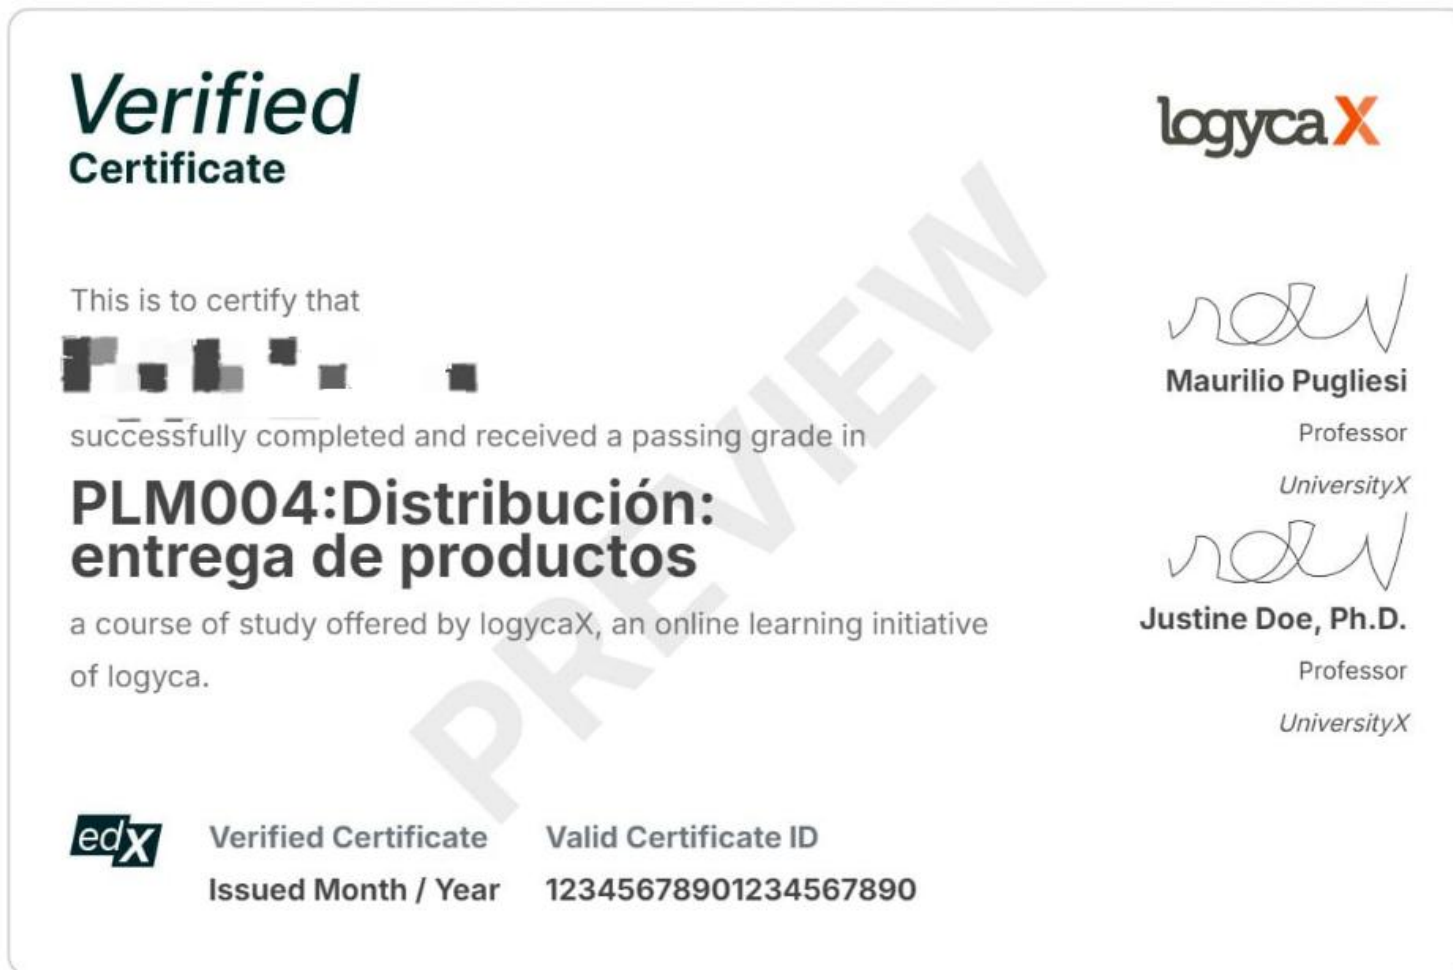 Verified
Certificate
logycaX
This is to certify that
successfully completed and received a passing grade in
PLM004:Distribución:
entrega de productos
a course of study offered by logycaX, an online learning initiative
of logyca.
Maurilio Pugliesi
Professor
UniversityX
Justine Doe, Ph.D.
Professor
UniversityX
PREVIEW
edX
Verified Certificate
Issued Month / Year
Valid Certificate ID
12345678901234567890